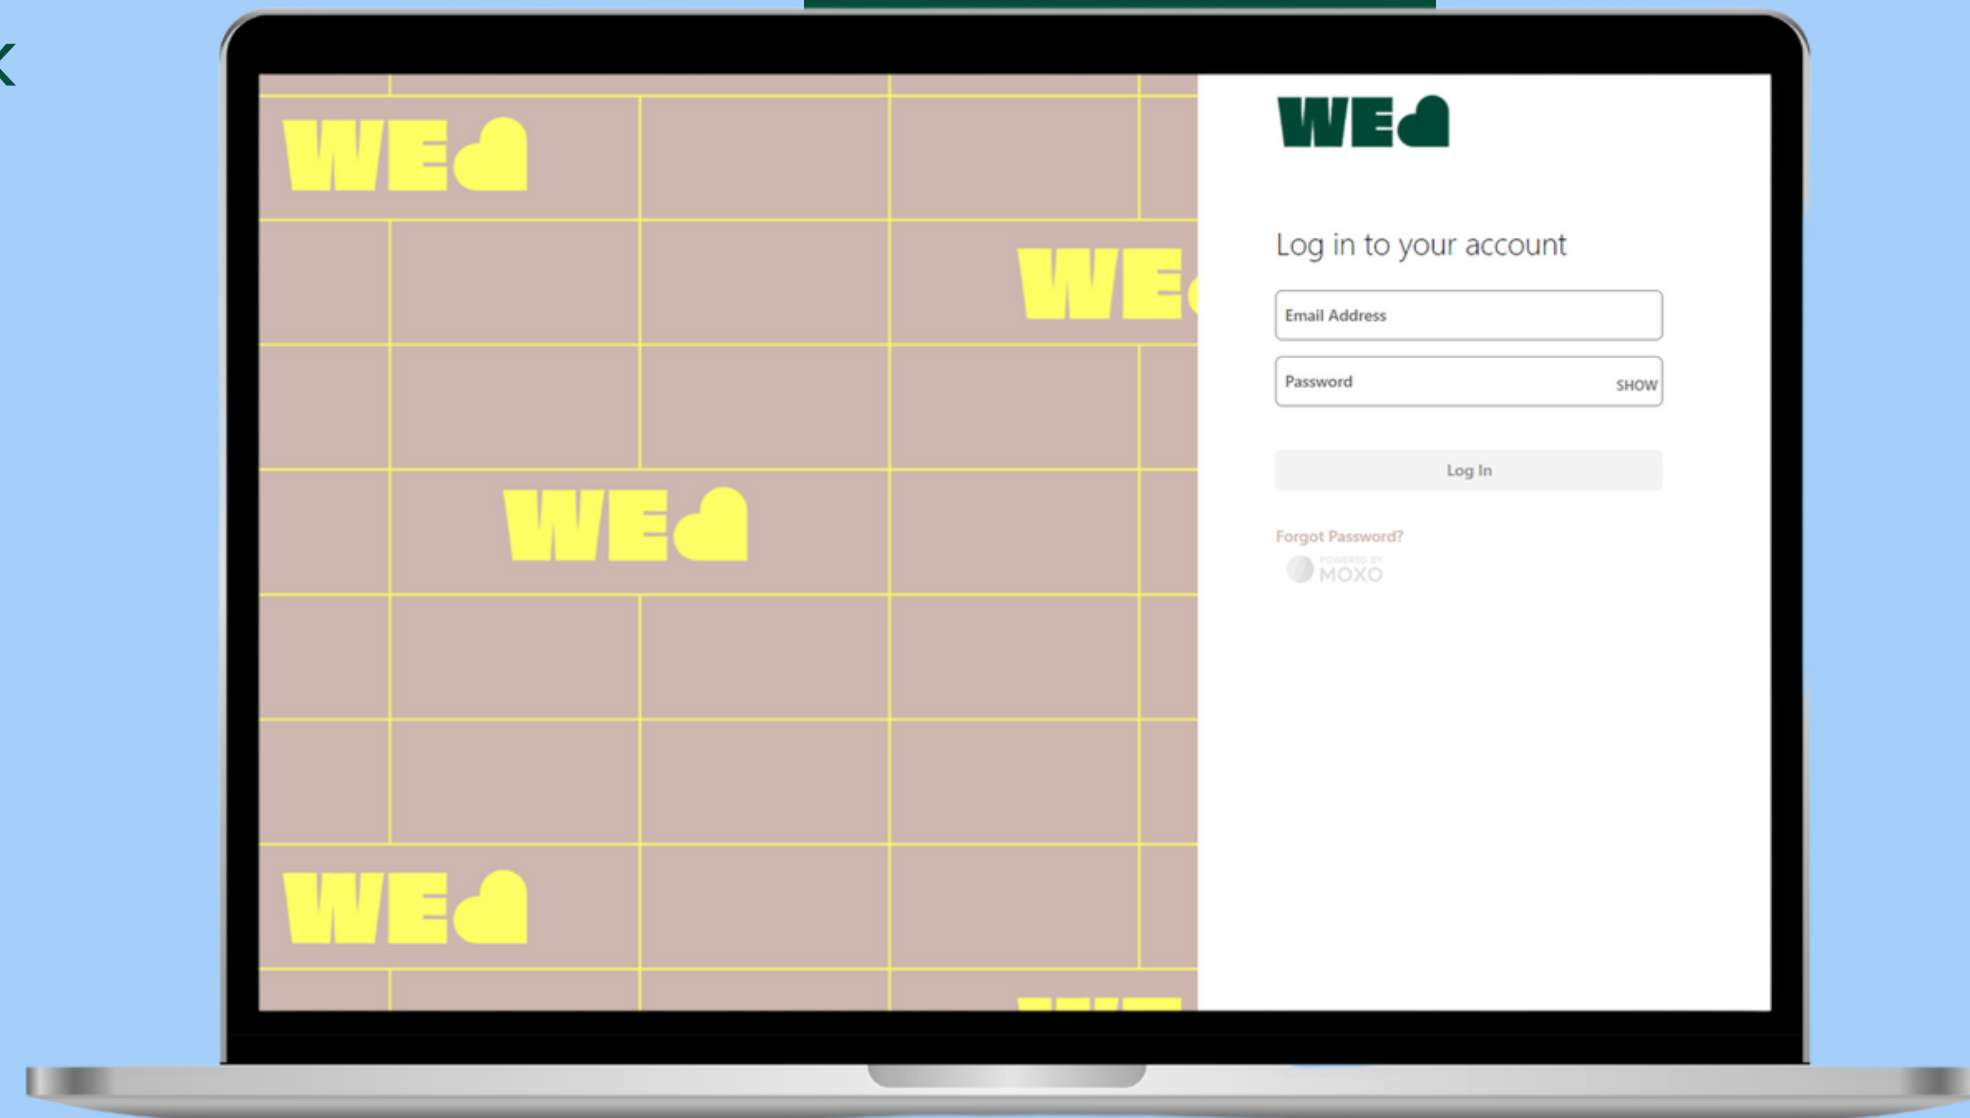 K
WE
WE
WE
WE
WE
Log in to your account
Email Address
Password
SHOW
Log In
Forgot Password?
POWERED BY
MOXO